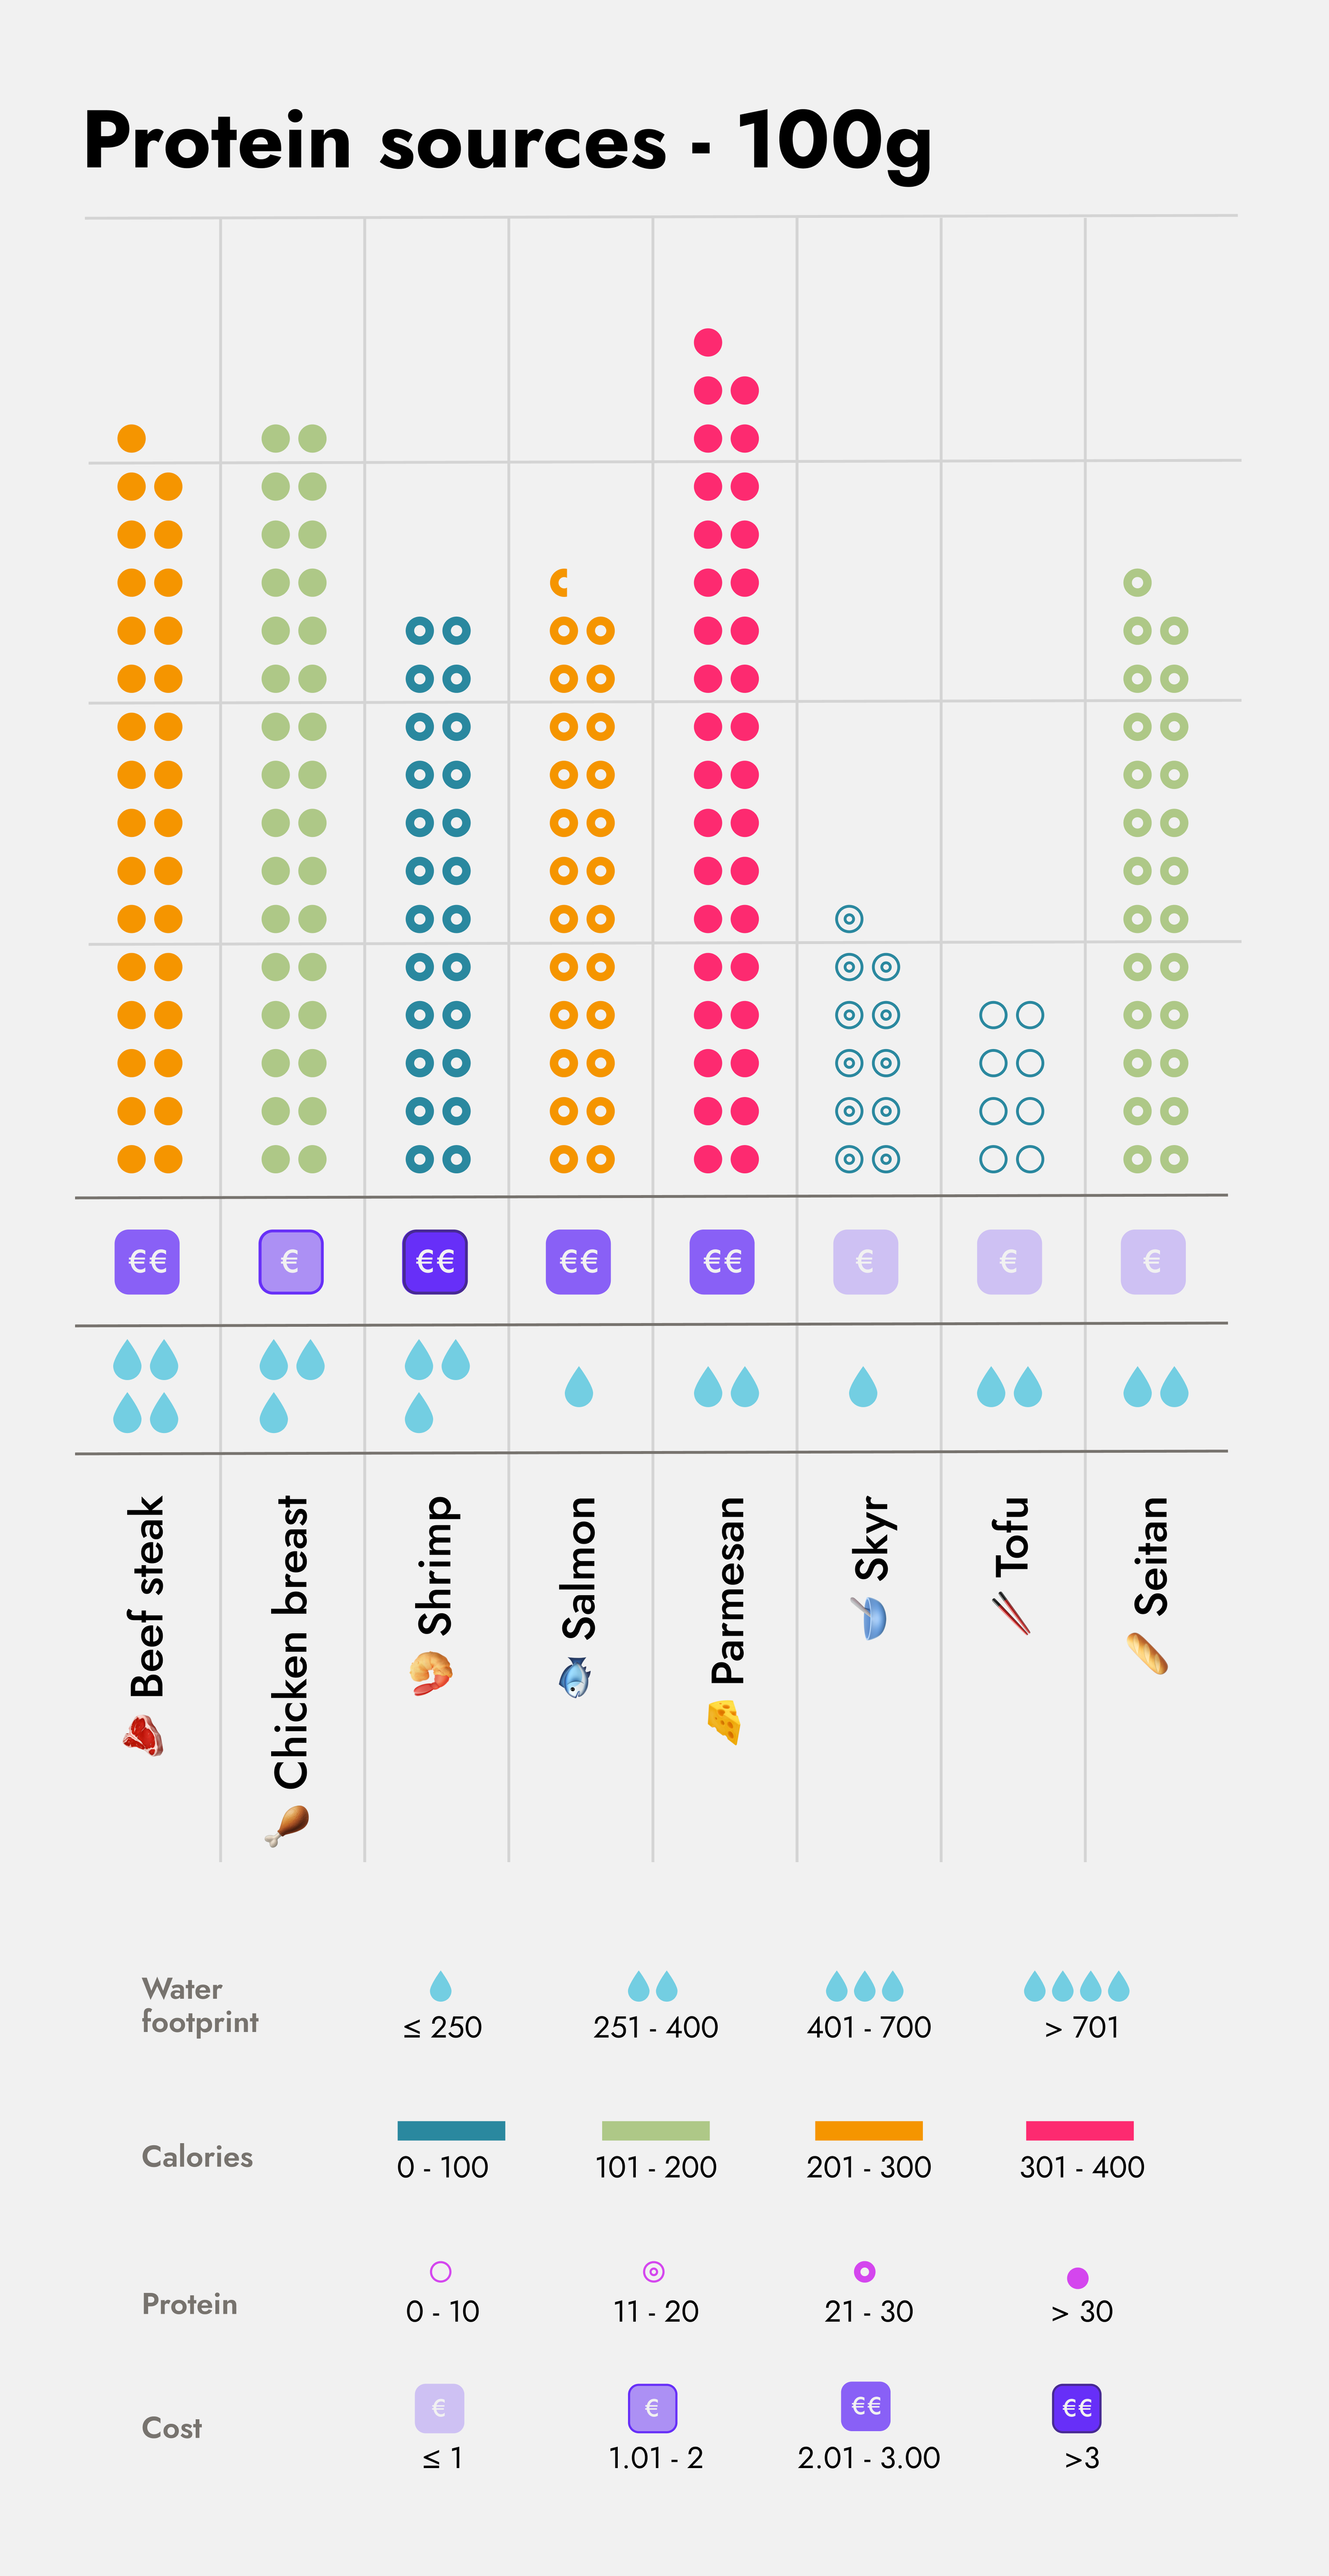 Protein sources - 100g
€€ € €€ €€ €€ € € €
Beef steak
Chicken breast
Shrimp
Salmon
Parmesan
Skyr
Tofu
Seitan
Water
footprint
≤ 250 251 - 400 401 - 700 > 701
Calories
0 - 100 101 - 200 201 - 300 301 - 400
Protein
0 - 10 11 - 20 21 - 30 > 30
Cost
€ € €€ €€
≤ 1 1.01 - 2 2.01 - 3.00 >3